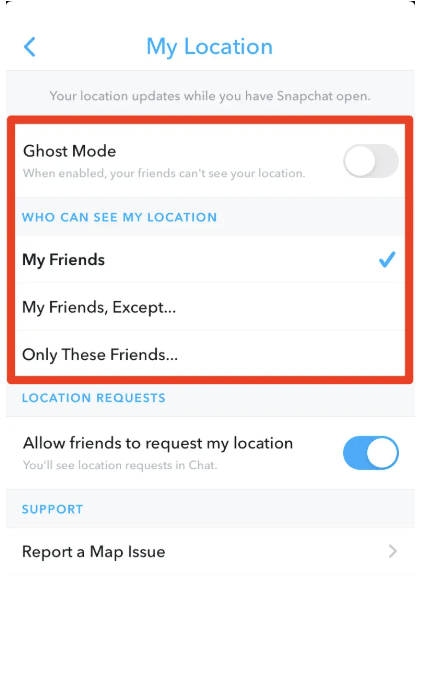 My Location
Your location updates while you have Snapchat open.
Ghost Mode
When enabled, your friends can't see your location.
WHO CAN SEE MY LOCATION
My Friends
My Friends, Except...
Only These Friends...
LOCATION REQUESTS
Allow friends to request my location
You'll see location requests in Chat.
SUPPORT
Report a Map Issue